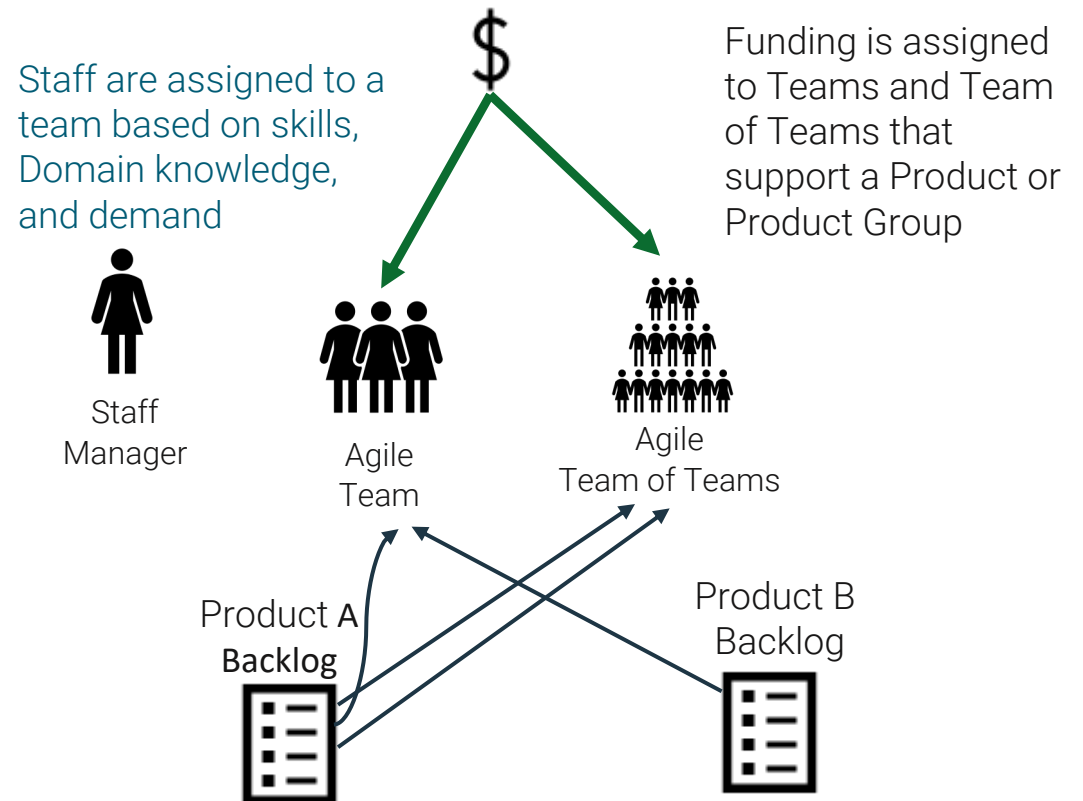 $
Staff are assigned to a
team based on skills,
Domain knowledge,
and demand
Funding is assigned
to Teams and Team
of Teams that
support a Product or
Product Group
Staff
Manager
Agile
Team
Agile
Team of Teams
Product A
Backlog
Product B
Backlog